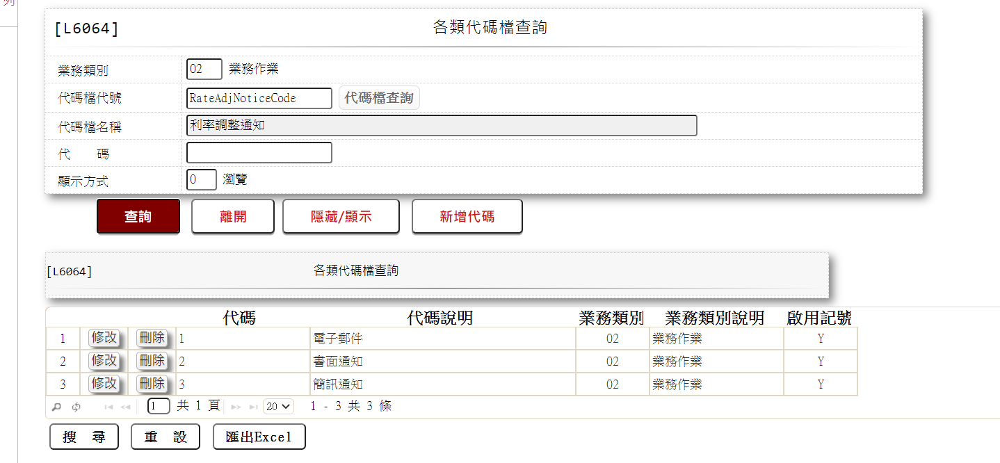 列
[L6064] 各類代碼檔查詢
業務類別 02 業務作業
代碼檔代號 RateAdjNoticeCode 代碼檔查詢
代碼檔名稱 利率調整通知
代 碼
顯示方式 0 瀏覽
查詢 離開 隱藏/顯示 新增代碼
[L6064] 各類代碼檔查詢
代碼 代碼說明 業務類別 業務類別說明 啟用記號
1 修改 刪除 1 電子郵件 02 業務作業 Y
2 修改 刪除 2 書面通知 02 業務作業 Y
3 修改 刪除 3 簡訊通知 02 業務作業 Y
1 共 1 頁 20 1 - 3 共 3 條
搜 尋 重 設 匯出Excel